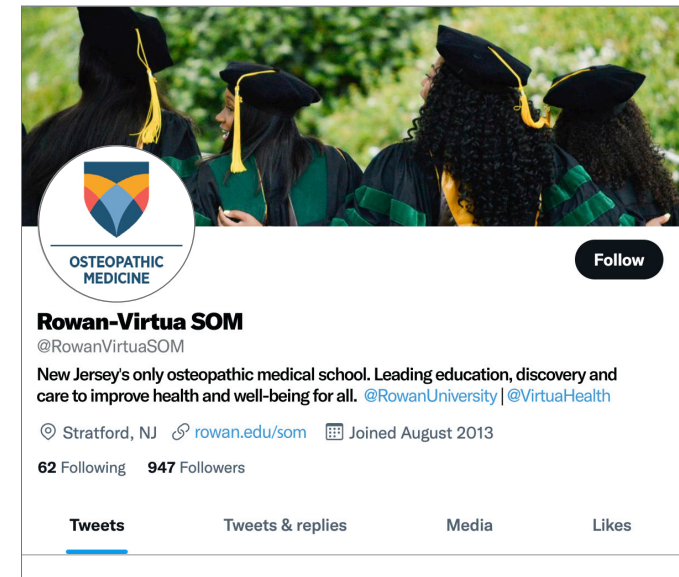 OSTEOPATHIC
MEDICINE
Follow
Rowan-Virtua SOM
@RowanVirtuaSOM
New Jersey's only osteopathic medical school. Leading education, discovery and
care to improve health and well-being for all. @RowanUniversity | @VirtuaHealth
Stratford, NJ rowan.edu/som Joined August 2013
62 Following 947 Followers
Tweets Tweets & replies Media Likes